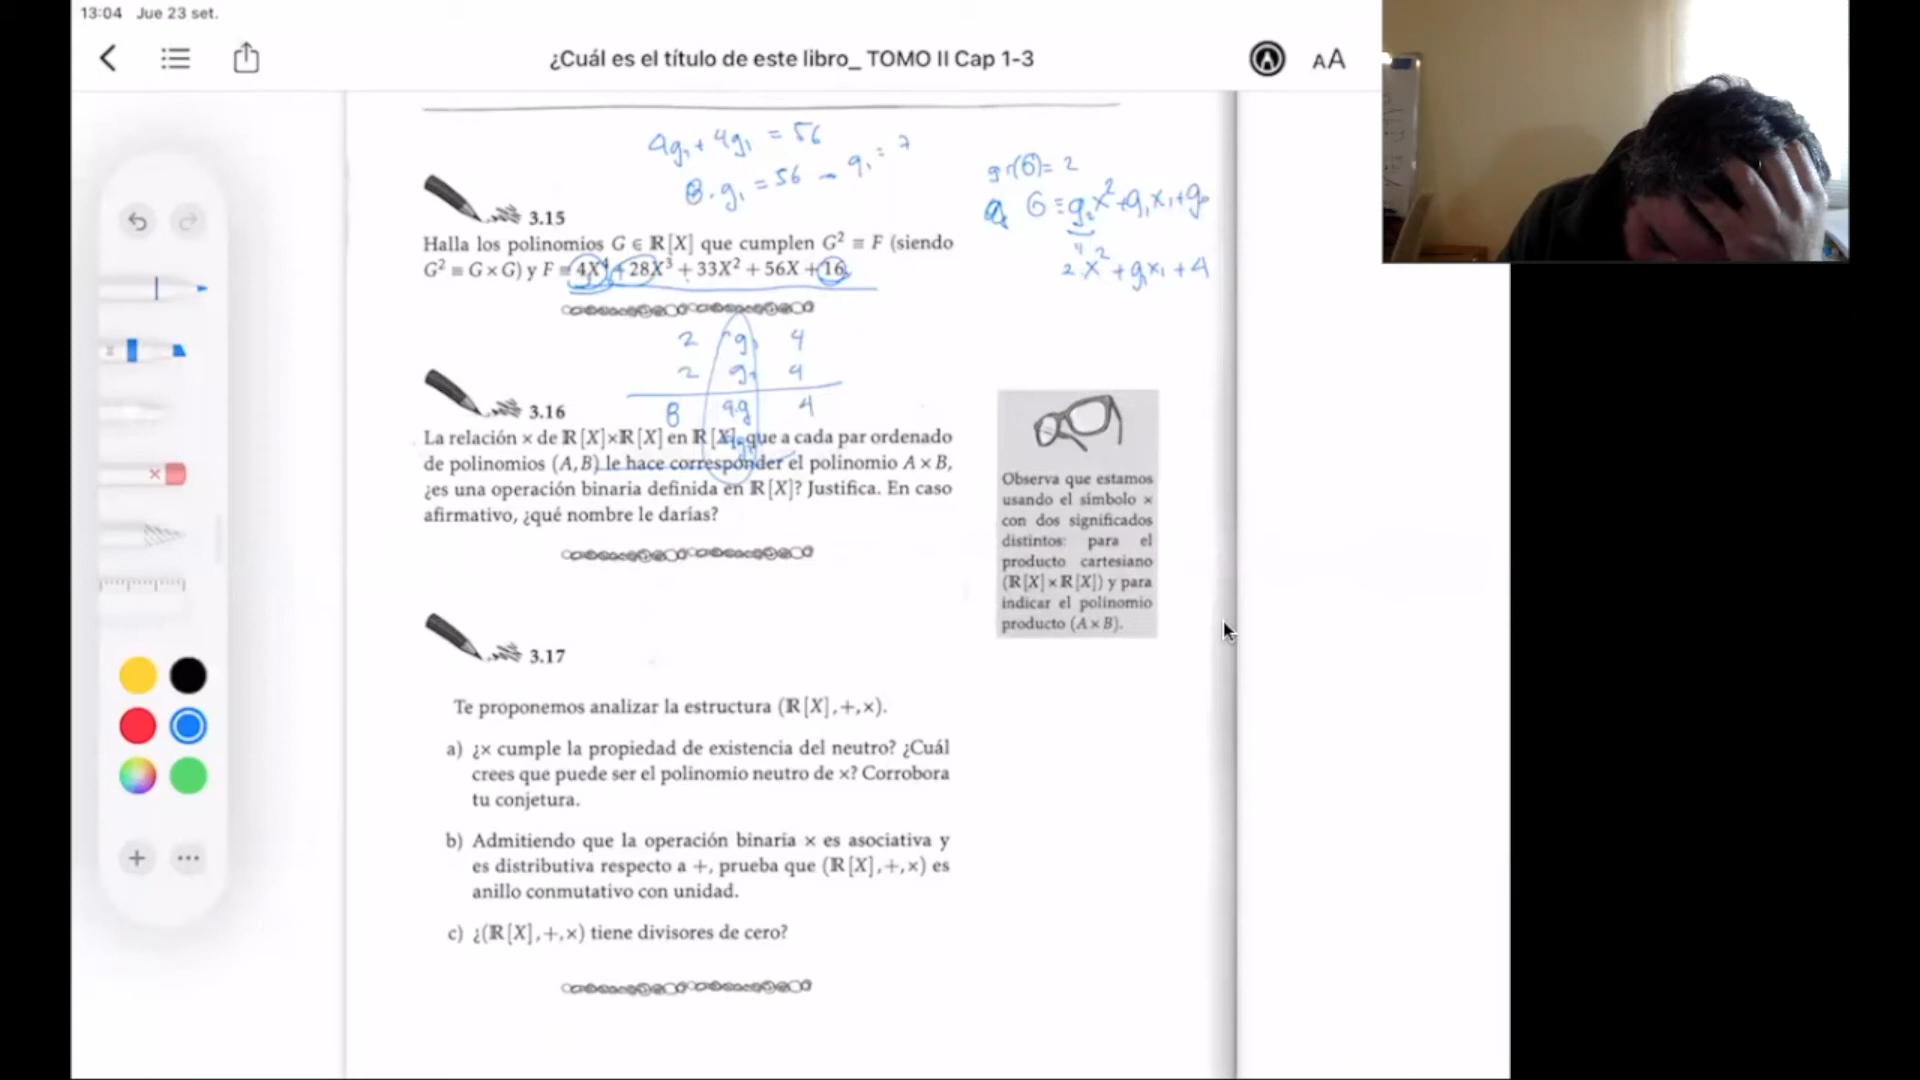 13:04 Jue 23 set.
¿Cuál es el título de este libro_ TOMO II Cap 1-3
AA
4g₁ + 4g₁ = 56
8·g₁ = 56 → g₁ = 7
gr(G) = 2
G ≡ g₂x² + g₁x₁ + g₀
2x² + g₁x₁ + 4
3.15
Halla los polinomios G ∈ ℝ[X] que cumplen G² ≡ F (siendo
G² ≡ G × G) y F ≡ 4X⁴ + 28X³ + 33X² + 56X + 16.
2 g₁ 4
2 g₁ 4
8 4g 4
3.16
La relación × de ℝ[X]×ℝ[X] en ℝ[X], que a cada par ordenado
de polinomios (A,B) le hace corresponder el polinomio A × B,
¿es una operación binaria definida en ℝ[X]? Justifica. En caso
afirmativo, ¿qué nombre le darías?
Observa que estamos
usando el símbolo ×
con dos significados
distintos: para el
producto cartesiano
(ℝ[X]×ℝ[X]) y para
indicar el polinomio
producto (A×B).
3.17
Te proponemos analizar la estructura (ℝ[X],+,×).
a) ¿× cumple la propiedad de existencia del neutro? ¿Cuál
crees que puede ser el polinomio neutro de ×? Corrobora
tu conjetura.
b) Admitiendo que la operación binaria × es asociativa y
es distributiva respecto a +, prueba que (ℝ[X],+,×) es
anillo conmutativo con unidad.
c) ¿(ℝ[X],+,×) tiene divisores de cero?